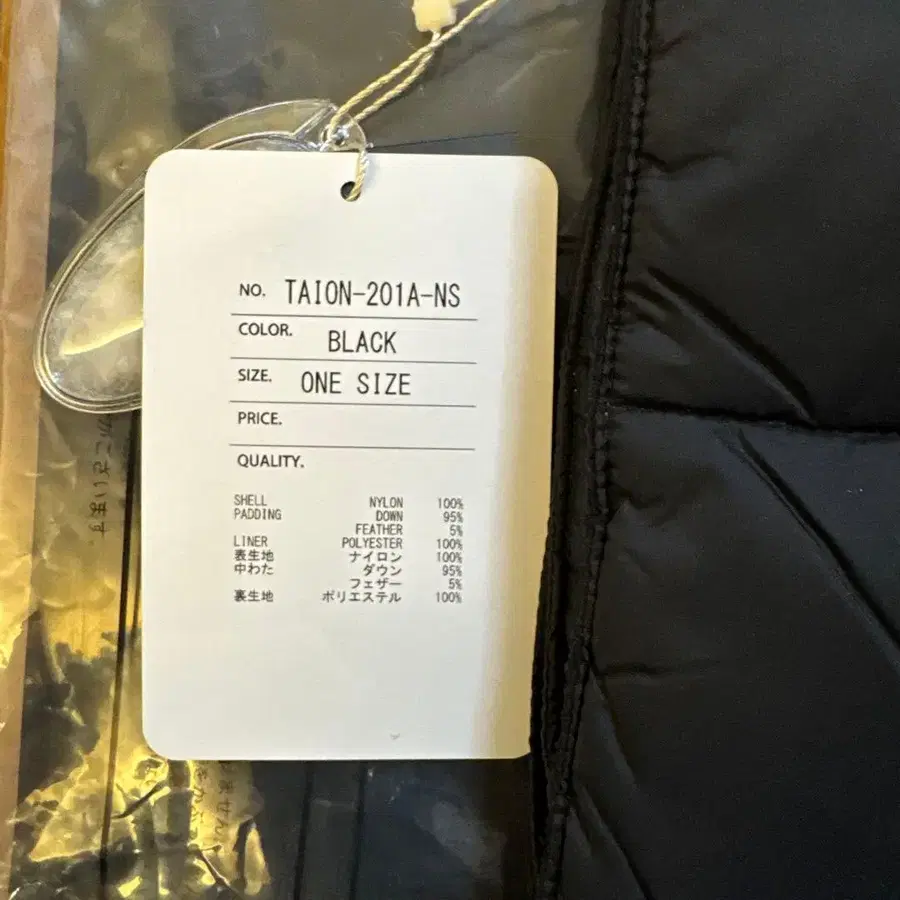 NO. TAION-201A-NS
COLOR. BLACK
SIZE. ONE SIZE
PRICE.
QUALITY.
SHELL NYLON 100%
PADDING DOWN 95%
FEATHER 5%
LINER POLYESTER 100%
表生地 ナイロン 100%
中わた ダウン 95%
フェザー 5%
裏生地 ポリエステル 100%